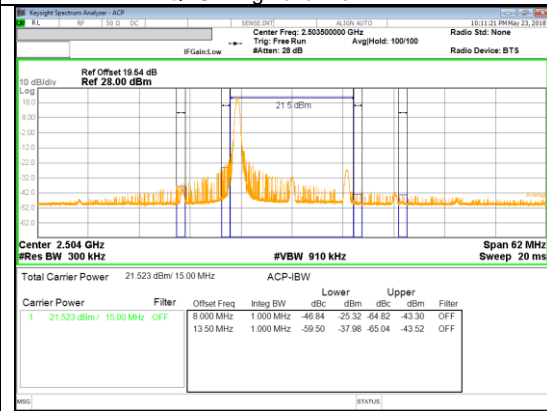 Keysight Spectrum Analyzer - ACP
RL RF 50 Ω DC SENSE:INT ALIGN AUTO 10:11:21 PM May 23, 2018
Center Freq: 2.503500000 GHz Radio Std: None
Trig: Free Run Avg|Hold: 100/100
IFGain:Low #Atten: 28 dB Radio Device: BTS
Ref Offset 19.54 dB
10 dB/div Ref 28.00 dBm
Log
18.0
8.00
-2.00
-12.0
-22.0
-32.0
-42.0
-52.0
-62.0
21.5 dBm
Average
Center 2.504 GHz Span 62 MHz
#Res BW 300 kHz #VBW 910 kHz Sweep 20 ms
Total Carrier Power 21.523 dBm/ 15.00 MHz ACP-IBW
Lower Upper
Carrier Power Filter Offset Freq Integ BW dBc dBm dBc dBm Filter
1 21.523 dBm / 15.00 MHz OFF 8.000 MHz 1.000 MHz -46.84 -25.32 -64.82 -43.30 OFF
13.50 MHz 1.000 MHz -59.50 -37.98 -65.04 -43.52 OFF
MSG STATUS